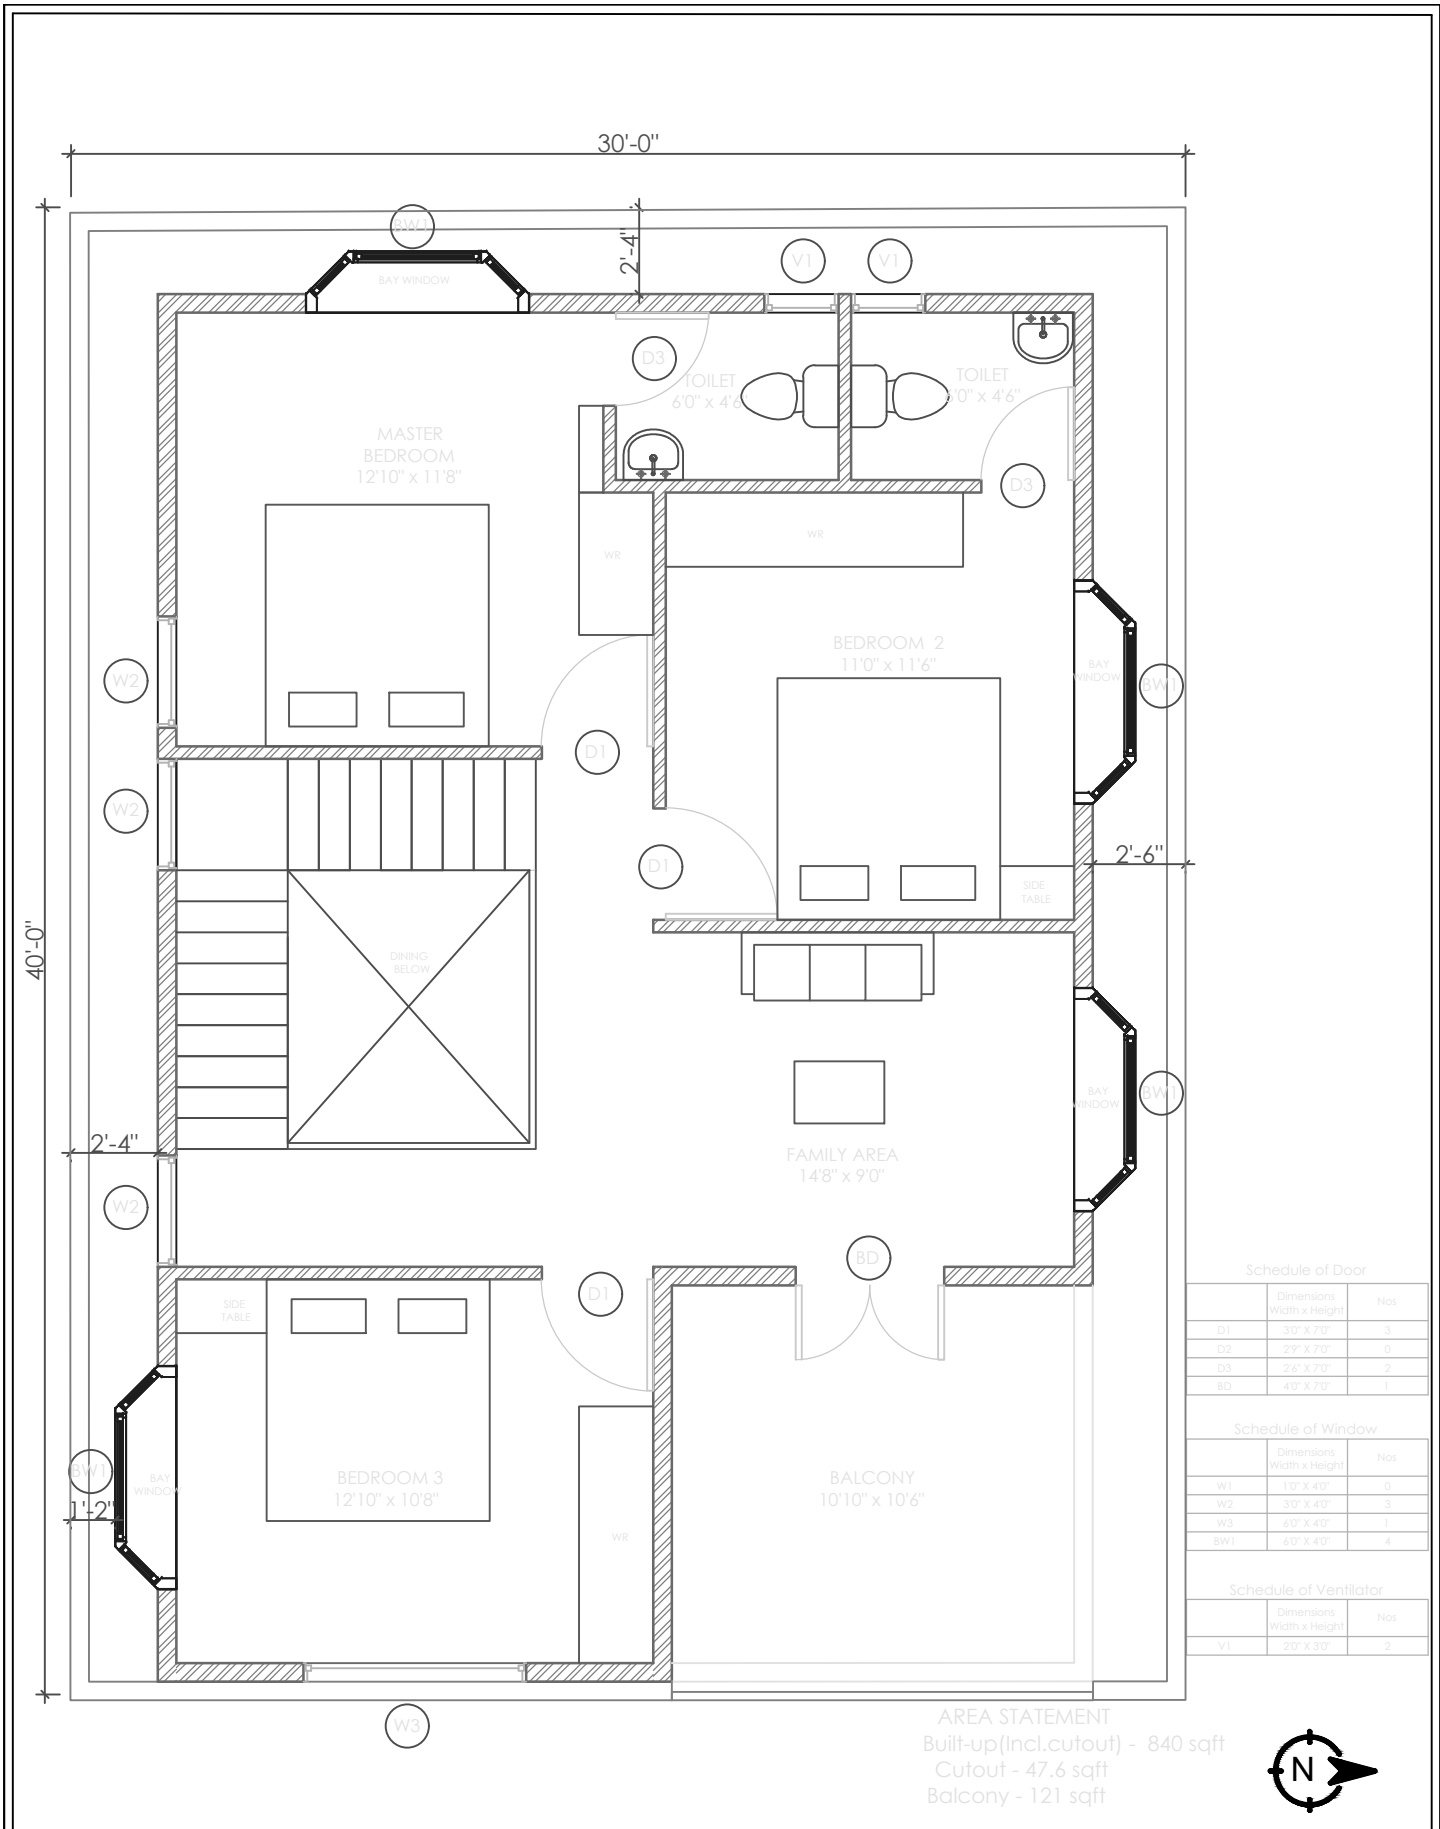 30'-0"
BW1
2'-4"
BAY WINDOW
V1
V1
D3
TOILET
6'0" x 4'6"
TOILET
6'0" x 4'6"
MASTER
BEDROOM
12'10" x 11'8"
D3
WR
WR
BEDROOM 2
11'0" x 11'6"
BAY
WINDOW
BW1
W2
D1
W2
D1
2'-6"
SIDE
TABLE
40'-0"
DINING
BELOW
BAY
WINDOW
BW1
2'-4"
FAMILY AREA
14'8" x 9'0"
W2
BD
D1
SIDE
TABLE
BW1
BAY
WINDOW
1'-2"
BEDROOM 3
12'10" x 10'8"
WR
BALCONY
10'10" x 10'6"
W3
Schedule of Door
Dimensions
Width x Height
Nos
D1 3'0" X 7'0" 3
D2 2'9" X 7'0" 0
D3 2'6" X 7'0" 2
BD 4'0" X 7'0" 1
Schedule of Window
Dimensions
Width x Height
Nos
W1 1'0" X 4'0" 0
W2 3'0" X 4'0" 3
W3 6'0" X 4'0" 1
BW1 6'0" X 4'0" 4
Schedule of Ventilator
Dimensions
Width x Height
Nos
V1 2'0" X 3'0" 2
AREA STATEMENT
Built-up(Incl.cutout) - 840 sqft
Cutout - 47.6 sqft
Balcony - 121 sqft
N